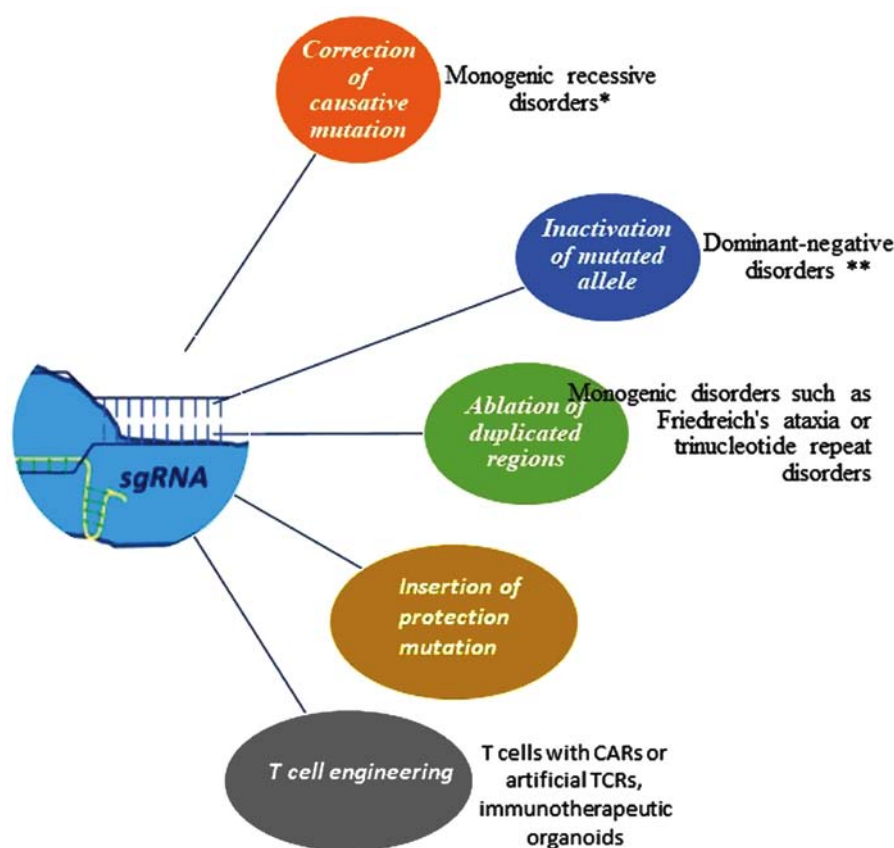 Correction
of
causative
mutation
Monogenic recessive
disorders*
Inactivation
of mutated
allele
Dominant-negative
disorders **
Ablation of
duplicated
regions
Monogenic disorders such as
Friedreich's ataxia or
trinucleotide repeat
disorders
sgRNA
Insertion of
protection
mutation
T cell engineering
T cells with CARs or
artificial TCRs,
immunotherapeutic
organoids